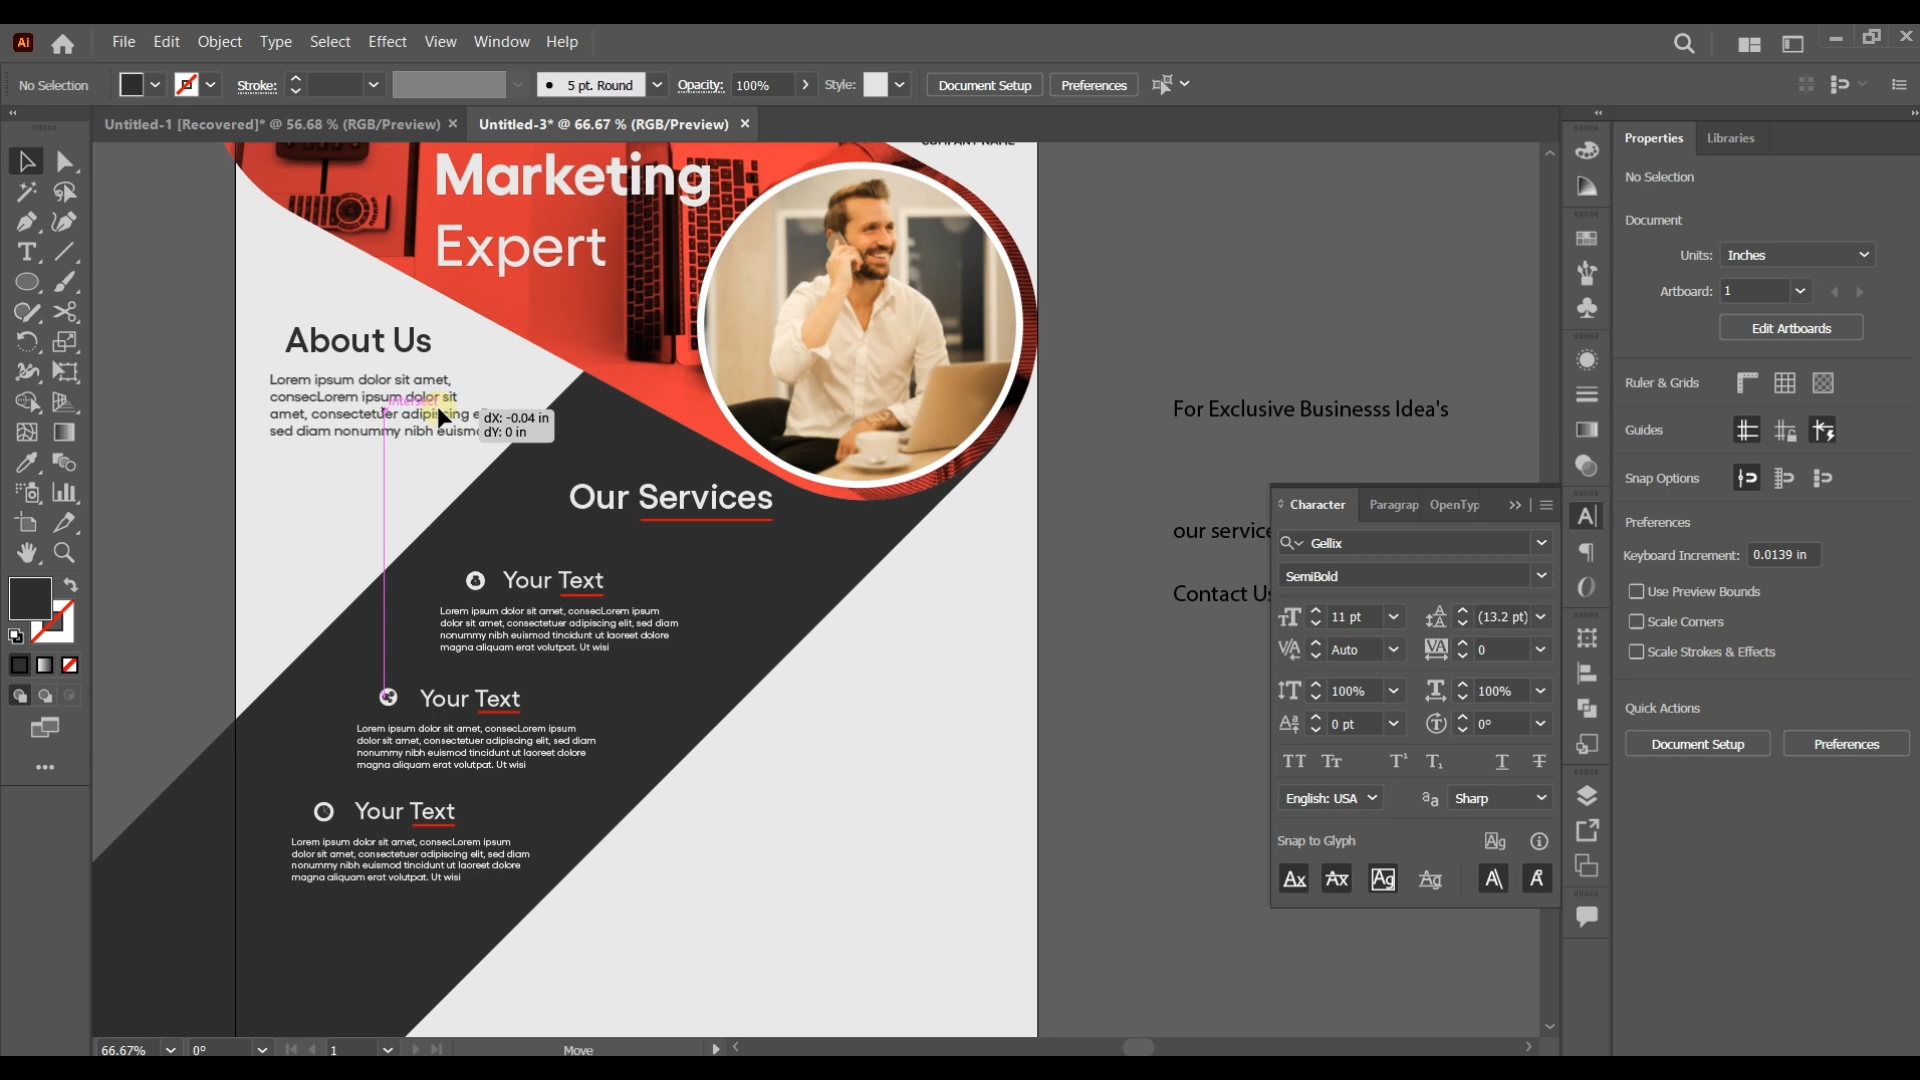 Ai
File Edit Object Type Select Effect View Window Help
No Selection
Stroke:
5 pt. Round
Opacity: 100%
Style:
Document Setup
Preferences
Untitled-1 [Recovered]* @ 56.68 % (RGB/Preview)
Untitled-3* @ 66.67 % (RGB/Preview)
COMPANY NAME
Marketing
Expert
About Us
Lorem ipsum dolor sit amet,
consecLorem ipsum dolor sit
amet, consectetuer adipiscing
sed diam nonummy nibh
intersect
dX: -0.04 in
dY: 0 in
Our Services
Your Text
Lorem ipsum dolor sit amet, consecLorem ipsum
dolor sit amet, consectetuer adipiscing elit, sed diam
nonummy nibh euismod tincidunt ut laoreet dolore
magna aliquam erat volutpat. Ut wisi
Your Text
Lorem ipsum dolor sit amet, consecLorem ipsum
dolor sit amet, consectetuer adipiscing elit, sed diam
nonummy nibh euismod tincidunt ut laoreet dolore
magna aliquam erat volutpat. Ut wisi
Your Text
Lorem ipsum dolor sit amet, consecLorem ipsum
dolor sit amet, consectetuer adipiscing elit, sed diam
nonummy nibh euismod tincidunt ut laoreet dolore
magna aliquam erat volutpat. Ut wisi
For Exclusive Businesss Idea's
our service
Contact Us
Character Paragrap OpenTyp
Gellix
SemiBold
11 pt (13.2 pt)
Auto 0
100% 100%
0 pt 0°
English: USA Sharp
Snap to Glyph
Properties Libraries
No Selection
Document
Units: Inches
Artboard: 1
Edit Artboards
Ruler & Grids
Guides
Snap Options
Preferences
Keyboard Increment: 0.0139 in
Use Preview Bounds
Scale Corners
Scale Strokes & Effects
Quick Actions
Document Setup
Preferences
66.67% 0° 1 Move